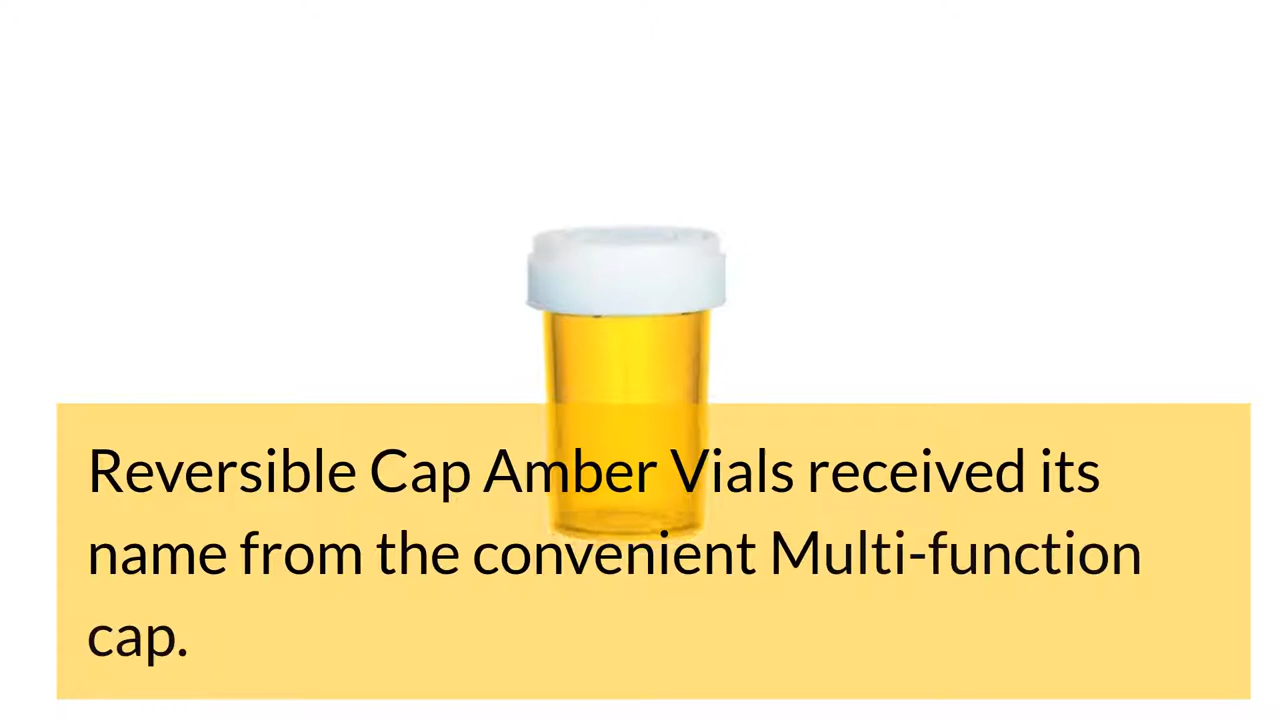 Reversible Cap Amber Vials received its
name from the convenient Multi-function
cap.